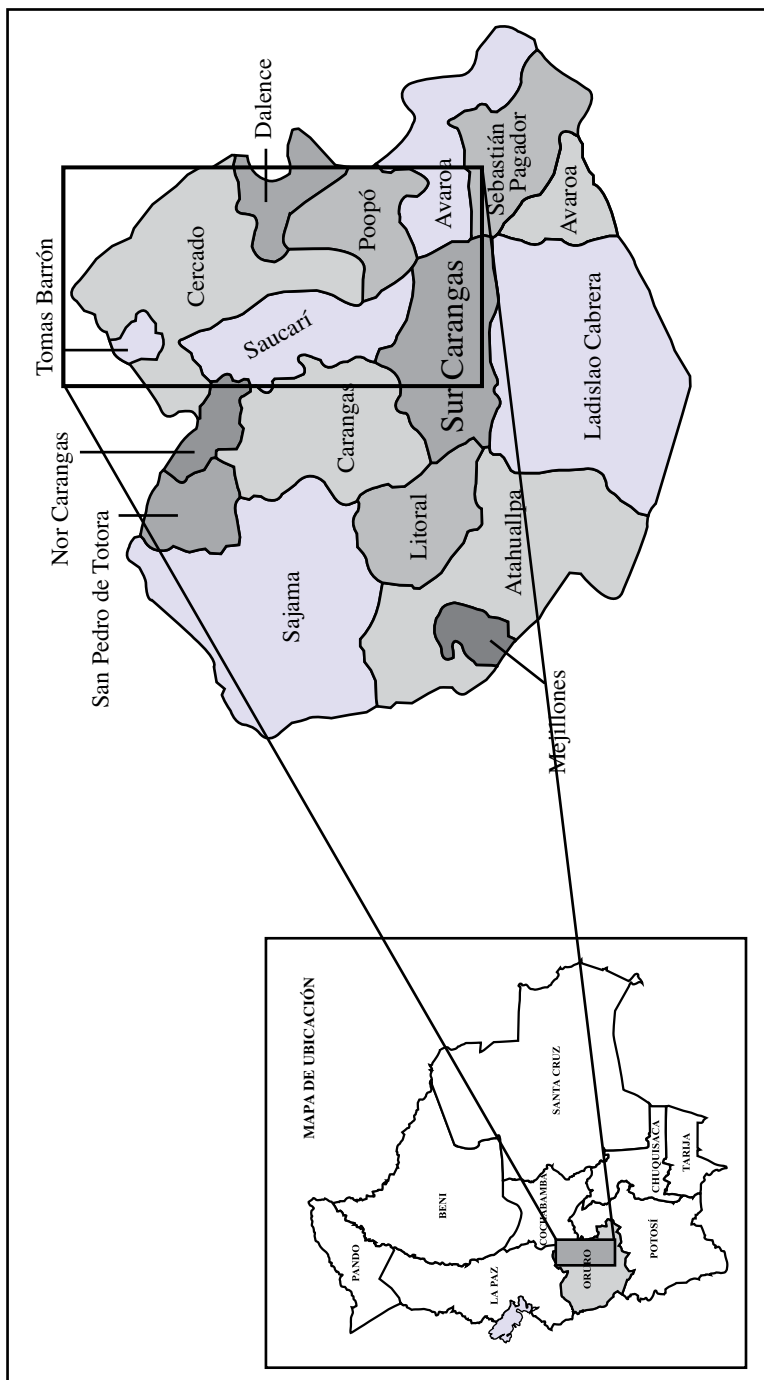 MAPA DE UBICACIÓN
PANDO
BENI
LA PAZ
COCHABAMBA
SANTA CRUZ
ORURO
POTOSÍ
CHUQUISACA
TARIJA
Tomas Barrón
Nor Carangas
San Pedro de Totora
Dalence
Cercado
Saucarí
Poopó
Avaroa
Sebastián
Pagador
Avaroa
Sur Carangas
Carangas
Sajama
Litoral
Atahuallpa
Ladislao Cabrera
Mejillones